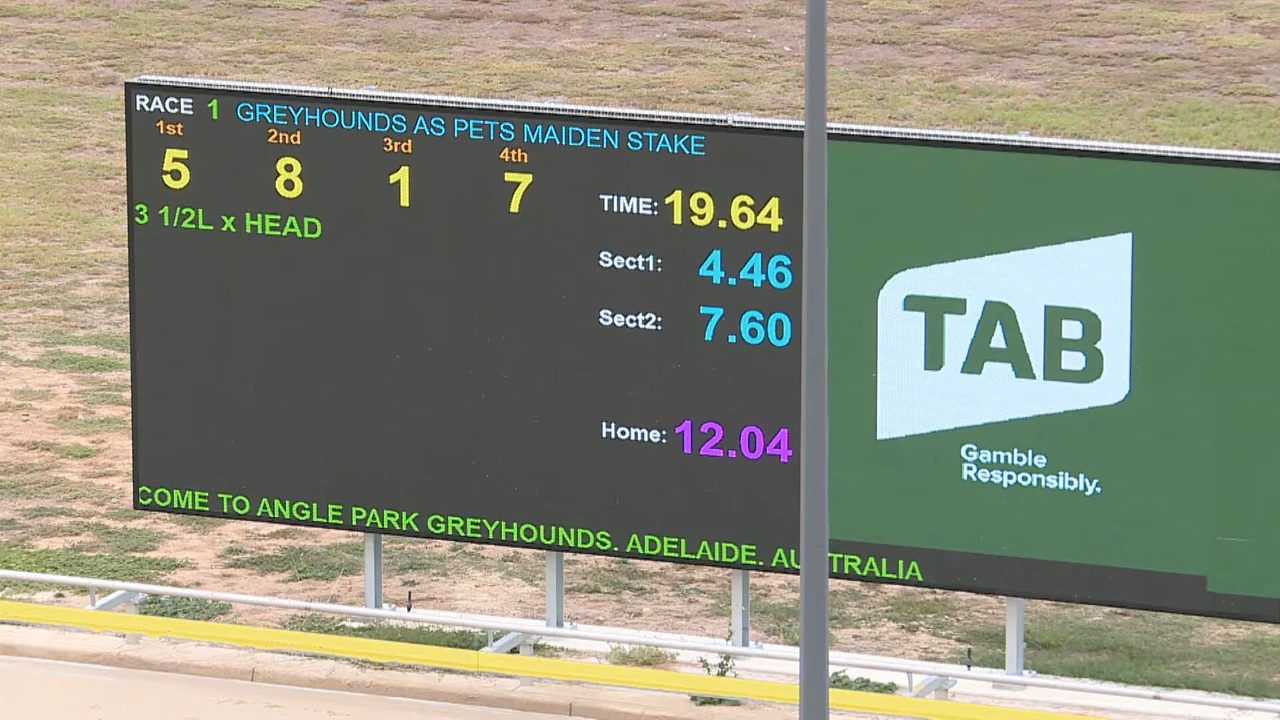 RACE 1 GREYHOUNDS AS PETS MAIDEN STAKE
1st 2nd 3rd 4th
5 8 1 7
3 1/2L x HEAD
TIME: 19.64
Sect1: 4.46
Sect2: 7.60
Home: 12.04
COME TO ANGLE PARK GREYHOUNDS. ADELAIDE. AU TRALIA
TAB
Gamble
Responsibly.